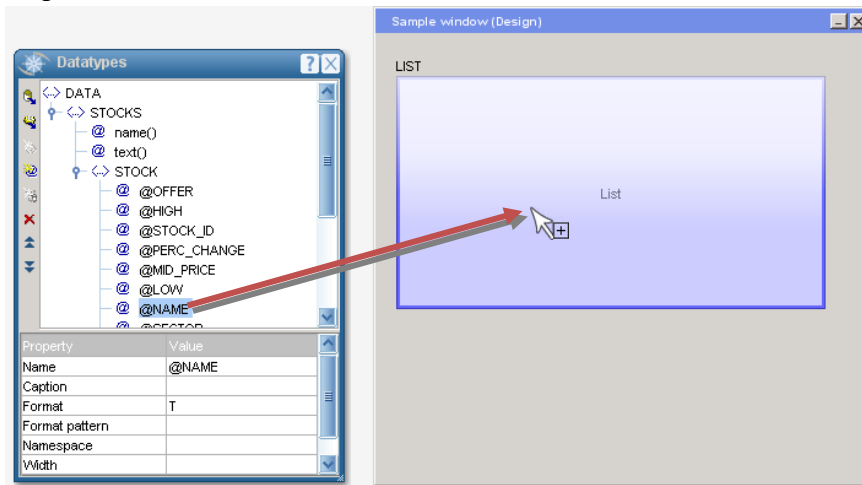 Sample window (Design)
Datatypes
?
LIST
DATA
STOCKS
@ name()
@ text()
STOCK
@ @OFFER
@ @HIGH
@ @STOCK_ID
@ @PERC_CHANGE
@ @MID_PRICE
@ @LOW
@ @NAME
@ @SECTOR
List
Property Value
Name @NAME
Caption
Format T
Format pattern
Namespace
Width